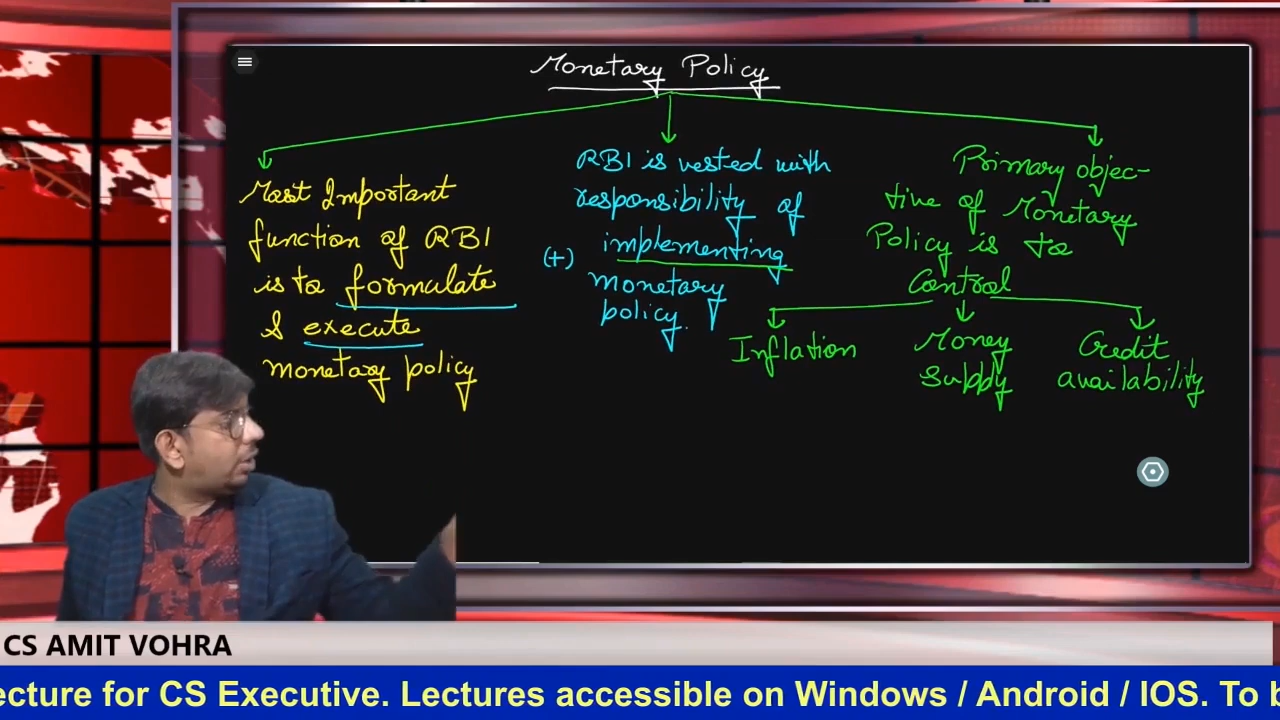 Monetary Policy
Most Important
function of RBI
is to formulate
& execute
monetary policy
(+)
RBI is vested with
responsibility of
implementing
monetary
policy.
Primary objec-
tive of Monetary
Policy is to
Control
Inflation
Money
supply
Credit
availability
CS AMIT VOHRA
ecture for CS Executive. Lectures accessible on Windows / Android / IOS. To b